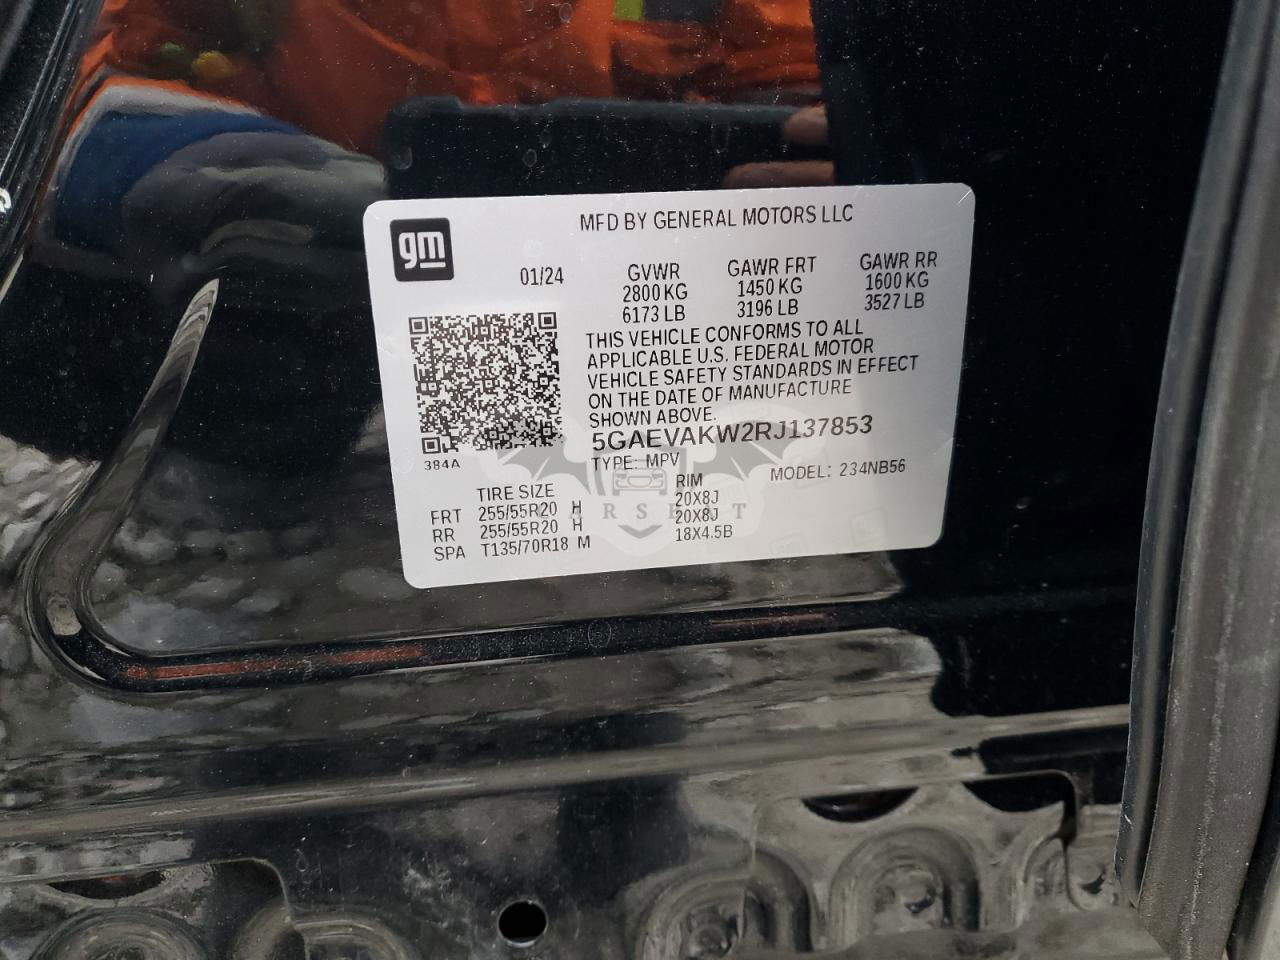 MFD BY GENERAL MOTORS LLC
gm
01/24
GVWR GAWR FRT GAWR RR
2800 KG 1450 KG 1600 KG
6173 LB 3196 LB 3527 LB
THIS VEHICLE CONFORMS TO ALL
APPLICABLE U.S. FEDERAL MOTOR
VEHICLE SAFETY STANDARDS IN EFFECT
ON THE DATE OF MANUFACTURE
SHOWN ABOVE.
5GAEVAKW2RJ137853
384A
TYPE: MPV MODEL: 234NB56
TIRE SIZE RIM
FRT 255/55R20 H 20X8J
RR 255/55R20 H 20X8J
SPA T135/70R18 M 18X4.5B